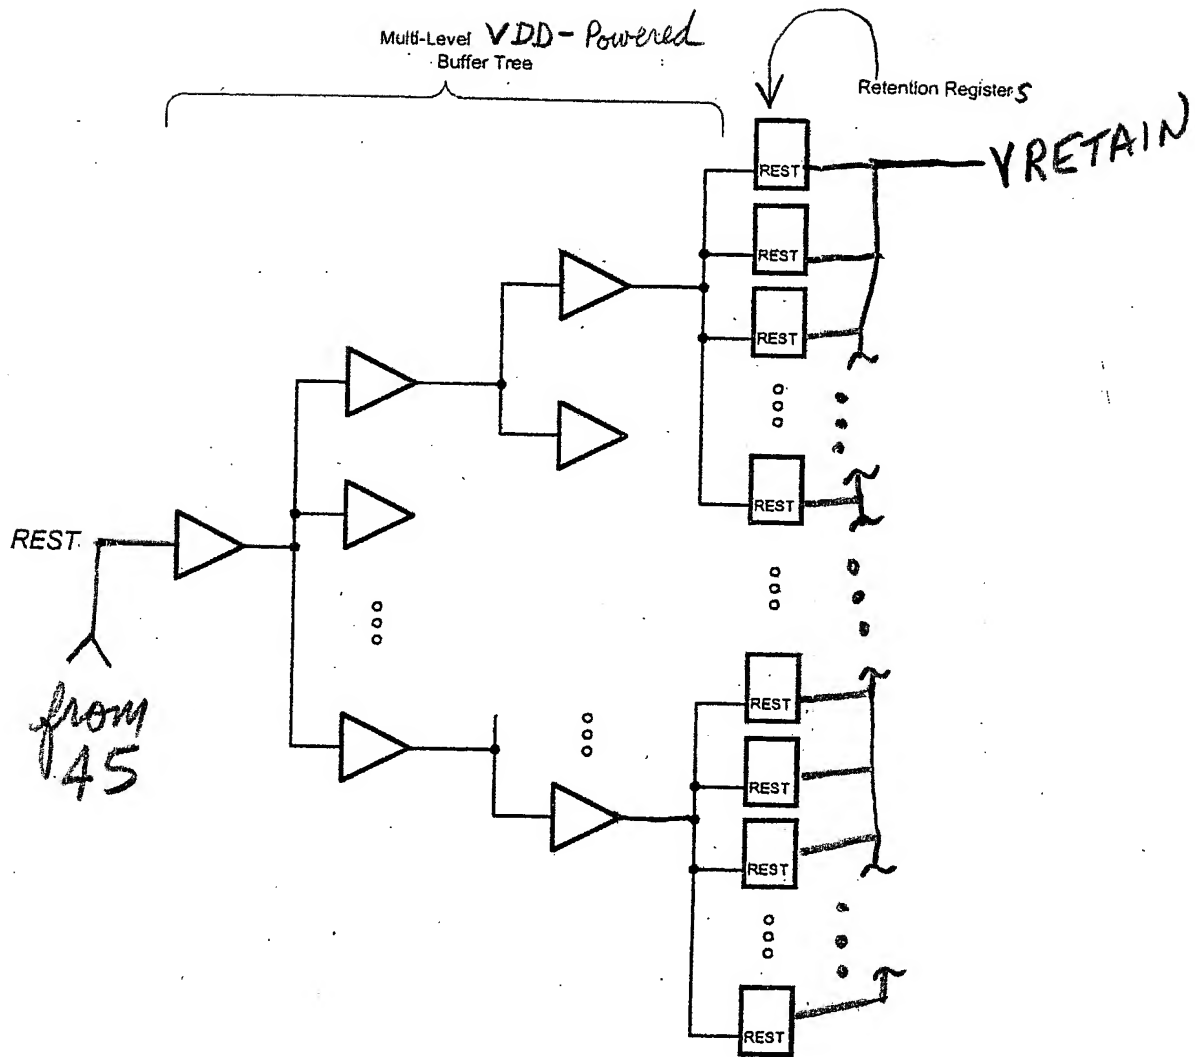 Multi-Level VDD-Powered
Buffer Tree
Retention Registers
VRETAIN
REST
REST
REST
REST
REST
from
45
REST
REST
REST
REST